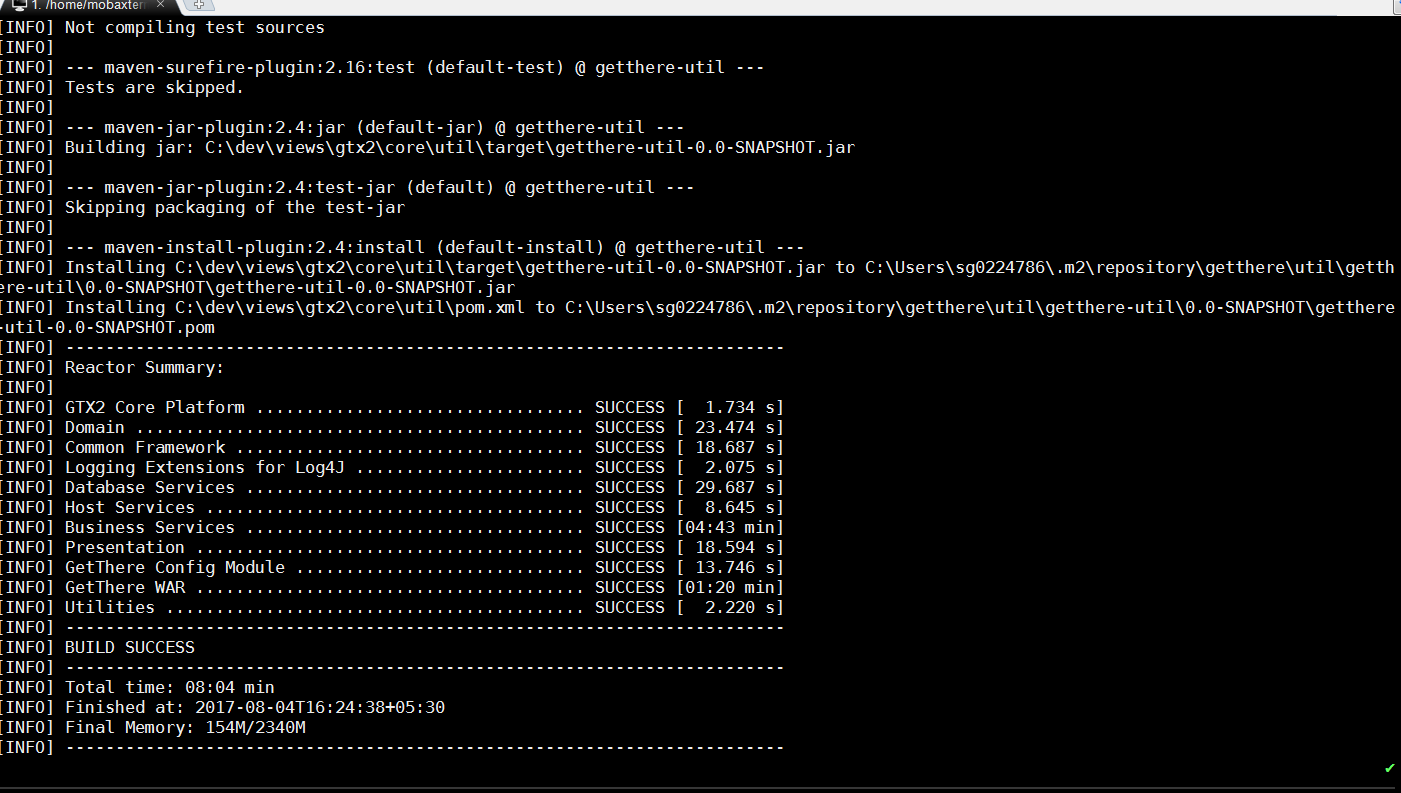 1. /home/mobaxterm
[INFO] Not compiling test sources
[INFO]
[INFO] --- maven-surefire-plugin:2.16:test (default-test) @ getthere-util ---
[INFO] Tests are skipped.
[INFO]
[INFO] --- maven-jar-plugin:2.4:jar (default-jar) @ getthere-util ---
[INFO] Building jar: C:\dev\views\gtx2\core\util\target\getthere-util-0.0-SNAPSHOT.jar
[INFO]
[INFO] --- maven-jar-plugin:2.4:test-jar (default) @ getthere-util ---
[INFO] Skipping packaging of the test-jar
[INFO]
[INFO] --- maven-install-plugin:2.4:install (default-install) @ getthere-util ---
[INFO] Installing C:\dev\views\gtx2\core\util\target\getthere-util-0.0-SNAPSHOT.jar to C:\Users\sg0224786\.m2\repository\getthere\util\getth
ere-util\0.0-SNAPSHOT\getthere-util-0.0-SNAPSHOT.jar
[INFO] Installing C:\dev\views\gtx2\core\util\pom.xml to C:\Users\sg0224786\.m2\repository\getthere\util\getthere-util\0.0-SNAPSHOT\getthere
-util-0.0-SNAPSHOT.pom
[INFO] ------------------------------------------------------------------------
[INFO] Reactor Summary:
[INFO]
[INFO] GTX2 Core Platform ................................. SUCCESS [  1.734 s]
[INFO] Domain ............................................. SUCCESS [ 23.474 s]
[INFO] Common Framework ................................... SUCCESS [ 18.687 s]
[INFO] Logging Extensions for Log4J ....................... SUCCESS [  2.075 s]
[INFO] Database Services .................................. SUCCESS [ 29.687 s]
[INFO] Host Services ...................................... SUCCESS [  8.645 s]
[INFO] Business Services .................................. SUCCESS [04:43 min]
[INFO] Presentation ....................................... SUCCESS [ 18.594 s]
[INFO] GetThere Config Module ............................. SUCCESS [ 13.746 s]
[INFO] GetThere WAR ....................................... SUCCESS [01:20 min]
[INFO] Utilities .......................................... SUCCESS [  2.220 s]
[INFO] ------------------------------------------------------------------------
[INFO] BUILD SUCCESS
[INFO] ------------------------------------------------------------------------
[INFO] Total time: 08:04 min
[INFO] Finished at: 2017-08-04T16:24:38+05:30
[INFO] Final Memory: 154M/2340M
[INFO] ------------------------------------------------------------------------